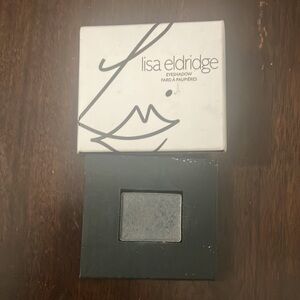 lisa eldridge
EYESHADOW
FARD À PAUPIÈRES